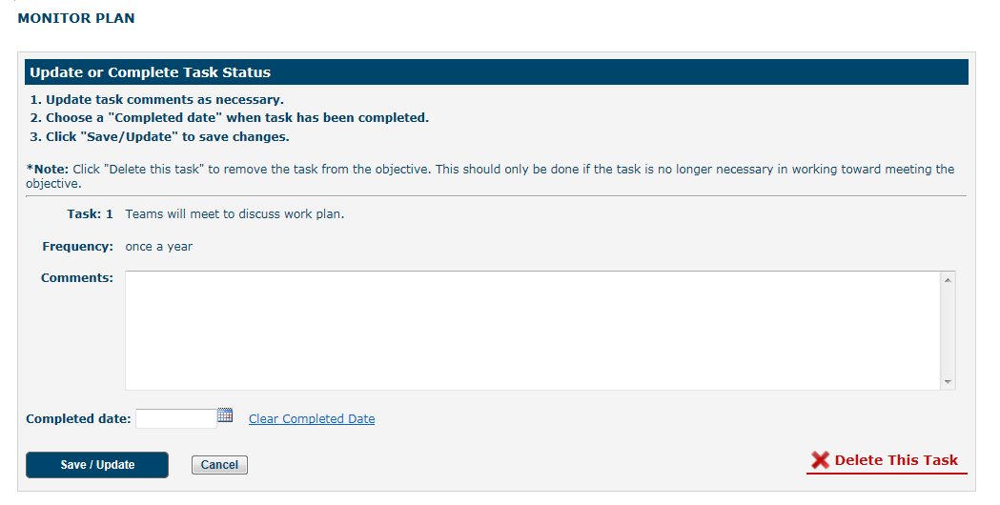 MONITOR PLAN
Update or Complete Task Status
1. Update task comments as necessary.
2. Choose a "Completed date" when task has been completed.
3. Click "Save/Update" to save changes.
*Note: Click "Delete this task" to remove the task from the objective. This should only be done if the task is no longer necessary in working toward meeting the
objective.
Task: 1 Teams will meet to discuss work plan.
Frequency: once a year
Comments:
Completed date: Clear Completed Date
Save / Update Cancel Delete This Task